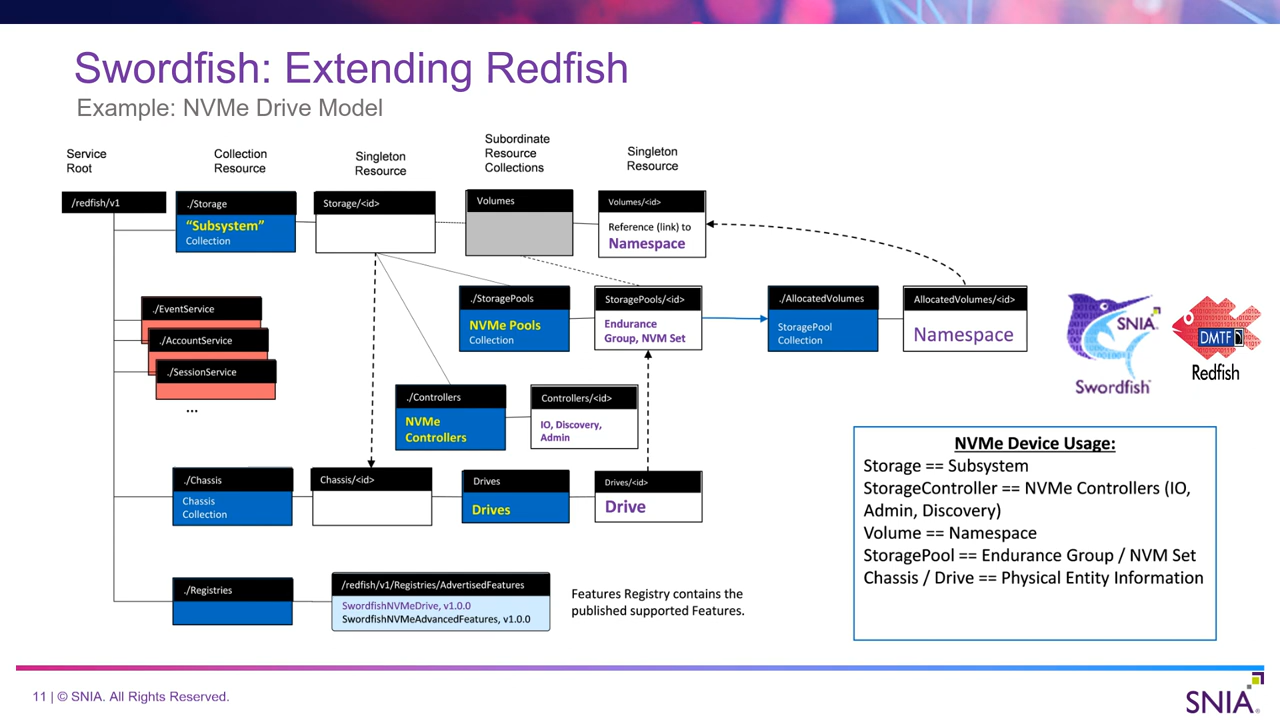 Swordfish: Extending Redfish
Example: NVMe Drive Model
Service
Root
Collection
Resource
Singleton
Resource
Subordinate
Resource
Collections
Singleton
Resource
/redfish/v1
./Storage
“Subsystem”
Collection
Storage/<id>
Volumes
Volumes/<id>
Reference (link) to
Namespace
./EventService
./AccountService
./SessionService
...
./StoragePools
NVMe Pools
Collection
StoragePools/<id>
Endurance
Group, NVM Set
./AllocatedVolumes
StoragePool
Collection
AllocatedVolumes/<id>
Namespace
SNIA
Swordfish
DMTF
Redfish
./Controllers
NVMe
Controllers
Controllers/<id>
IO, Discovery,
Admin
./Chassis
Chassis
Collection
Chassis/<id>
Drives
Drives
Drives/<id>
Drive
NVMe Device Usage:
Storage == Subsystem
StorageController == NVMe Controllers (IO,
Admin, Discovery)
Volume == Namespace
StoragePool == Endurance Group / NVM Set
Chassis / Drive == Physical Entity Information
./Registries
/redfish/v1/Registries/AdvertisedFeatures
SwordfishNVMeDrive, v1.0.0
SwordfishNVMeAdvancedFeatures, v1.0.0
Features Registry contains the
published supported Features.
11 | © SNIA. All Rights Reserved.
SNIA